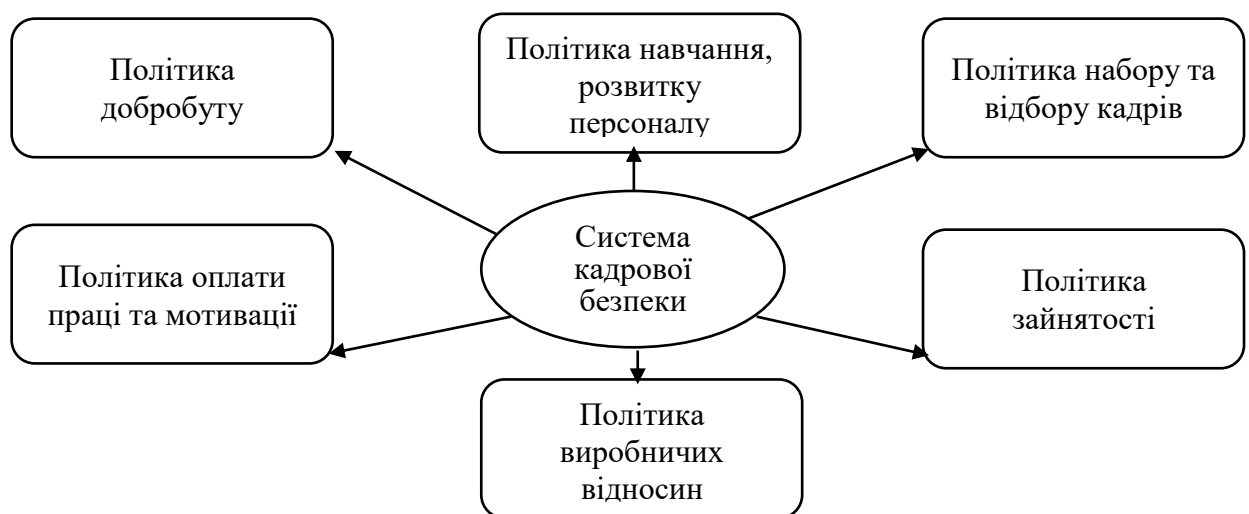 Політика
добробуту
Політика навчання,
розвитку
персоналу
Політика набору та
відбору кадрів
Політика оплати
праці та мотивації
Система
кадрової
безпеки
Політика
зайнятості
Політика
виробничих
відносин